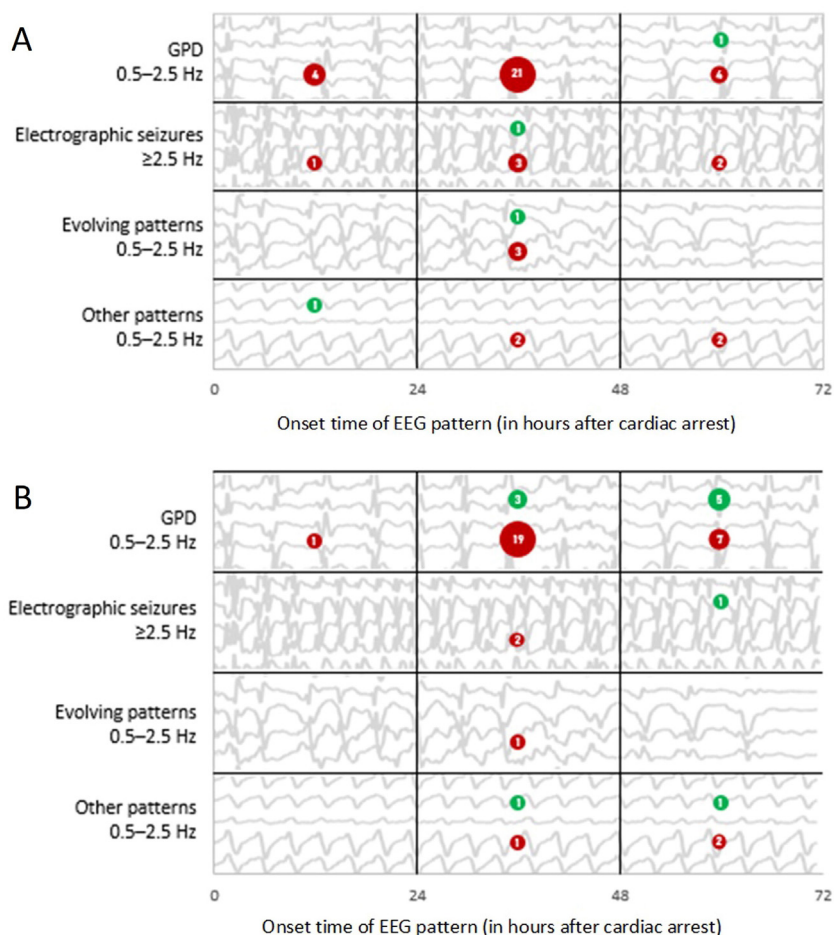 A
GPD
0.5–2.5 Hz
1
4
21
4
Electrographic seizures
≥2.5 Hz
1
1
3
2
Evolving patterns
0.5–2.5 Hz
1
3
Other patterns
0.5–2.5 Hz
1
2
2
0 24 48 72
Onset time of EEG pattern (in hours after cardiac arrest)
B
GPD
0.5–2.5 Hz
3 5
1 19 7
Electrographic seizures
≥2.5 Hz
1
2
Evolving patterns
0.5–2.5 Hz
1
Other patterns
0.5–2.5 Hz
1 1
1 2
0 24 48 72
Onset time of EEG pattern (in hours after cardiac arrest)